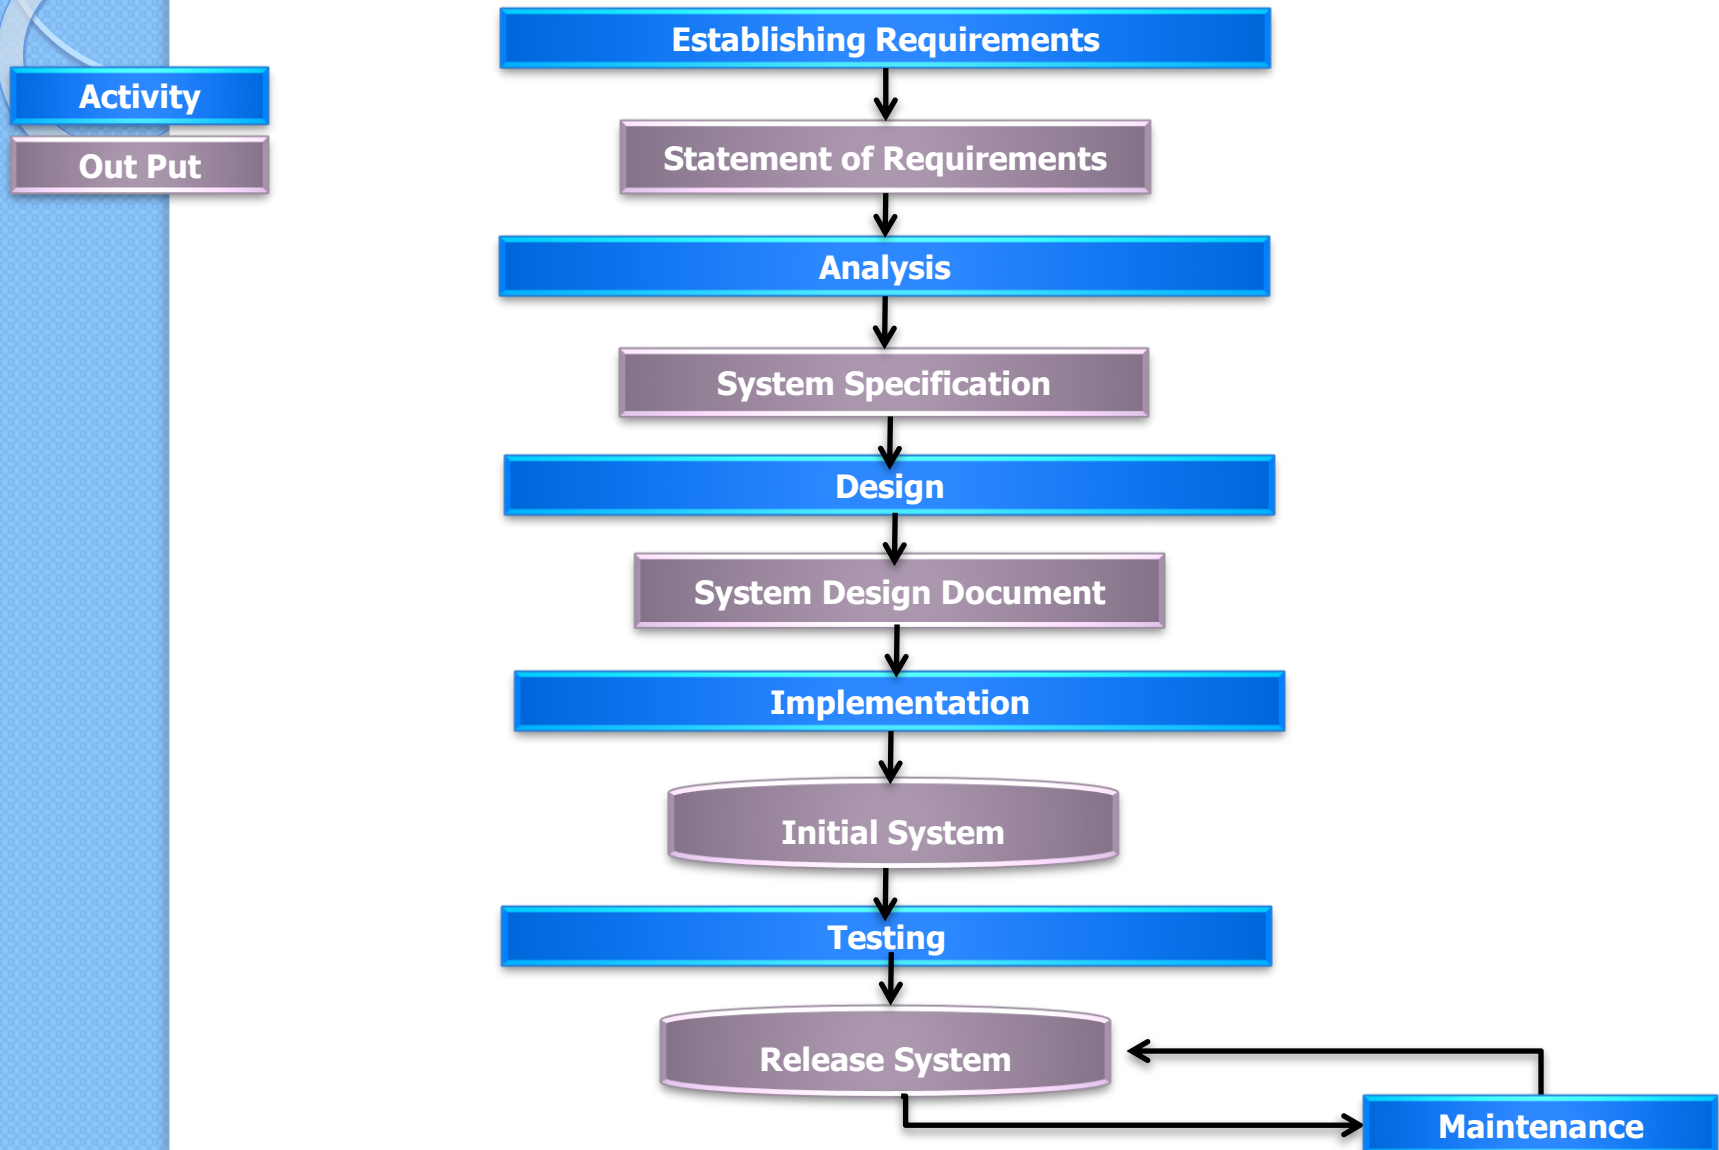 Establishing Requirements
Activity
Out Put
Statement of Requirements
Analysis
System Specification
Design
System Design Document
Implementation
Initial System
Testing
Release System
Maintenance